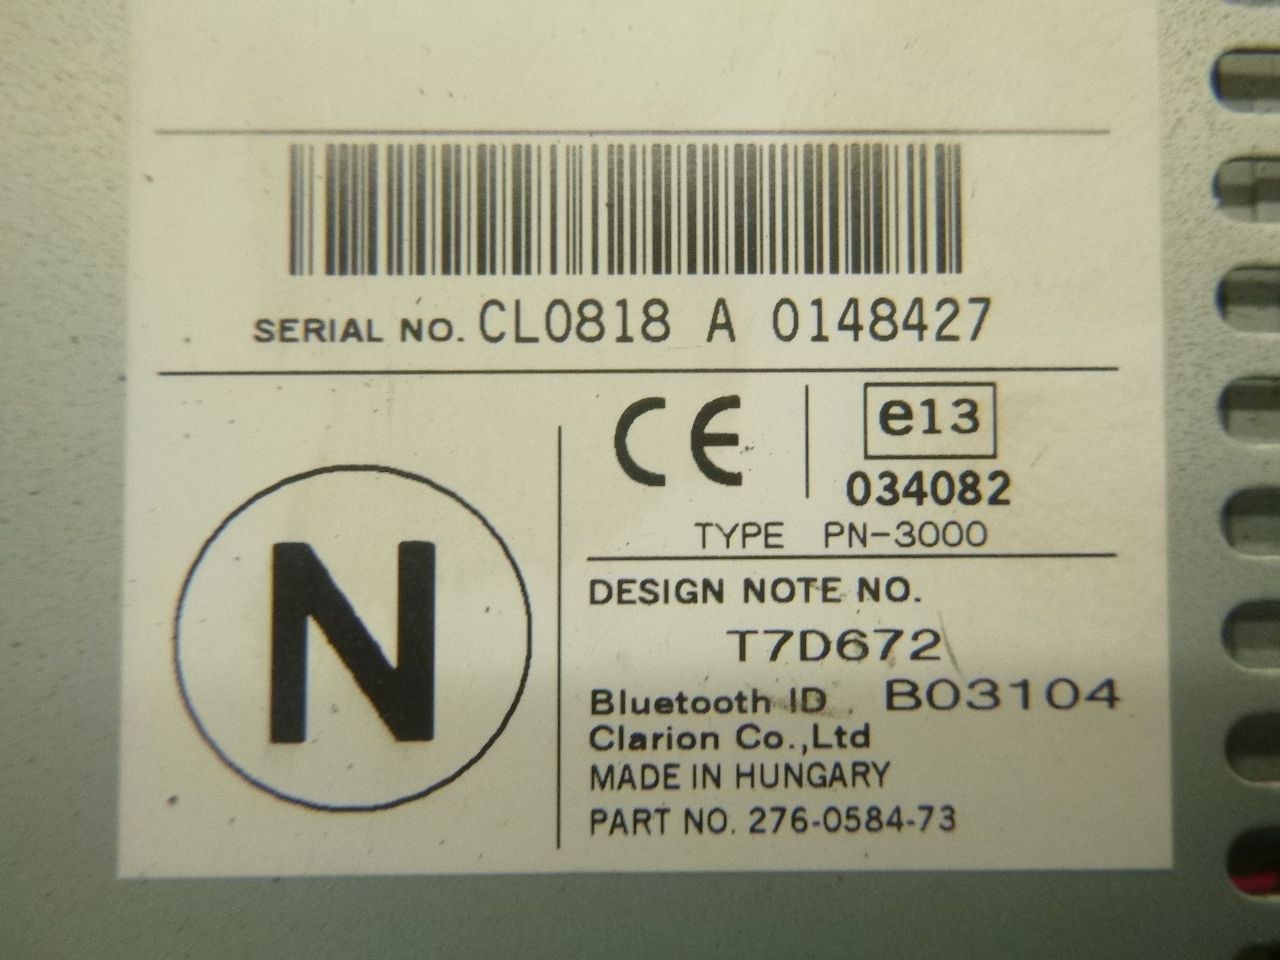 SERIAL NO. CL0818 A 0148427
CE
e13
034082
TYPE PN-3000
N
DESIGN NOTE NO.
T7D672
Bluetooth ID B03104
Clarion Co.,Ltd
MADE IN HUNGARY
PART NO. 276-0584-73